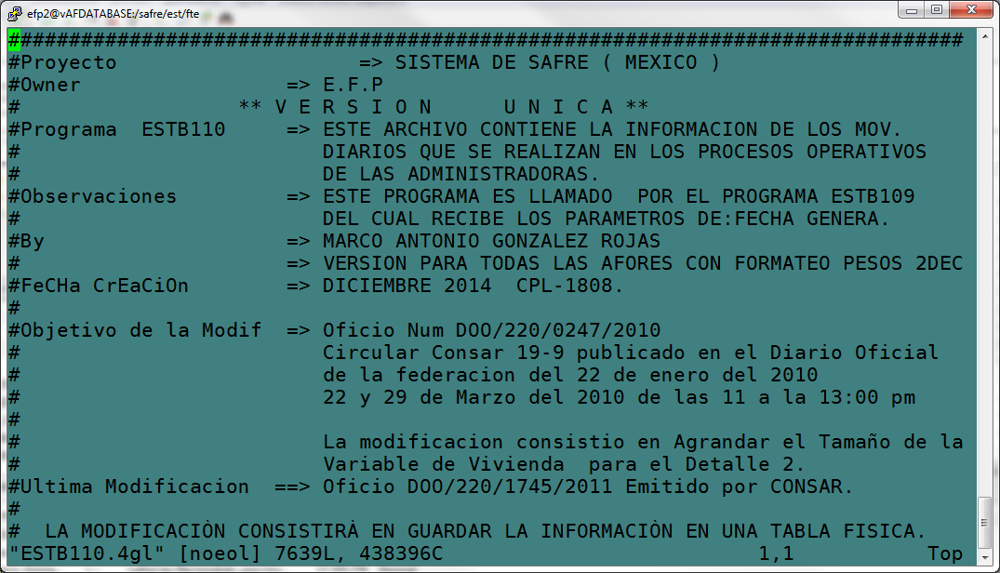 efp2@vAFDATABASE:/safre/est/fte
###############################################################################
#Proyecto                    => SISTEMA DE SAFRE ( MEXICO )
#Owner                 => E.F.P
#                  ** V E R S I O N      U N I C A **
#Programa  ESTB110     => ESTE ARCHIVO CONTIENE LA INFORMACION DE LOS MOV.
#                         DIARIOS QUE SE REALIZAN EN LOS PROCESOS OPERATIVOS
#                         DE LAS ADMINISTRADORAS.
#Observaciones         => ESTE PROGRAMA ES LLAMADO  POR EL PROGRAMA ESTB109
#                         DEL CUAL RECIBE LOS PARAMETROS DE:FECHA GENERA.
#By                    => MARCO ANTONIO GONZALEZ ROJAS
#                      => VERSION PARA TODAS LAS AFORES CON FORMATEO PESOS 2DEC
#FeCHa CrEaCiOn        => DICIEMBRE 2014  CPL-1808.
#
#Objetivo de la Modif  => Oficio Num DOO/220/0247/2010
#                         Circular Consar 19-9 publicado en el Diario Oficial
#                         de la federacion del 22 de enero del 2010
#                         22 y 29 de Marzo del 2010 de las 11 a la 13:00 pm
#
#                         La modificacion consistio en Agrandar el Tamaño de la
#                         Variable de Vivienda  para el Detalle 2.
#Ultima Modificacion  ==> Oficio DOO/220/1745/2011 Emitido por CONSAR.
#
#  LA MODIFICACIÒN CONSISTIRÀ EN GUARDAR LA INFORMACIÒN EN UNA TABLA FISICA.
"ESTB110.4gl" [noeol] 7639L, 438396C                          1,1           Top